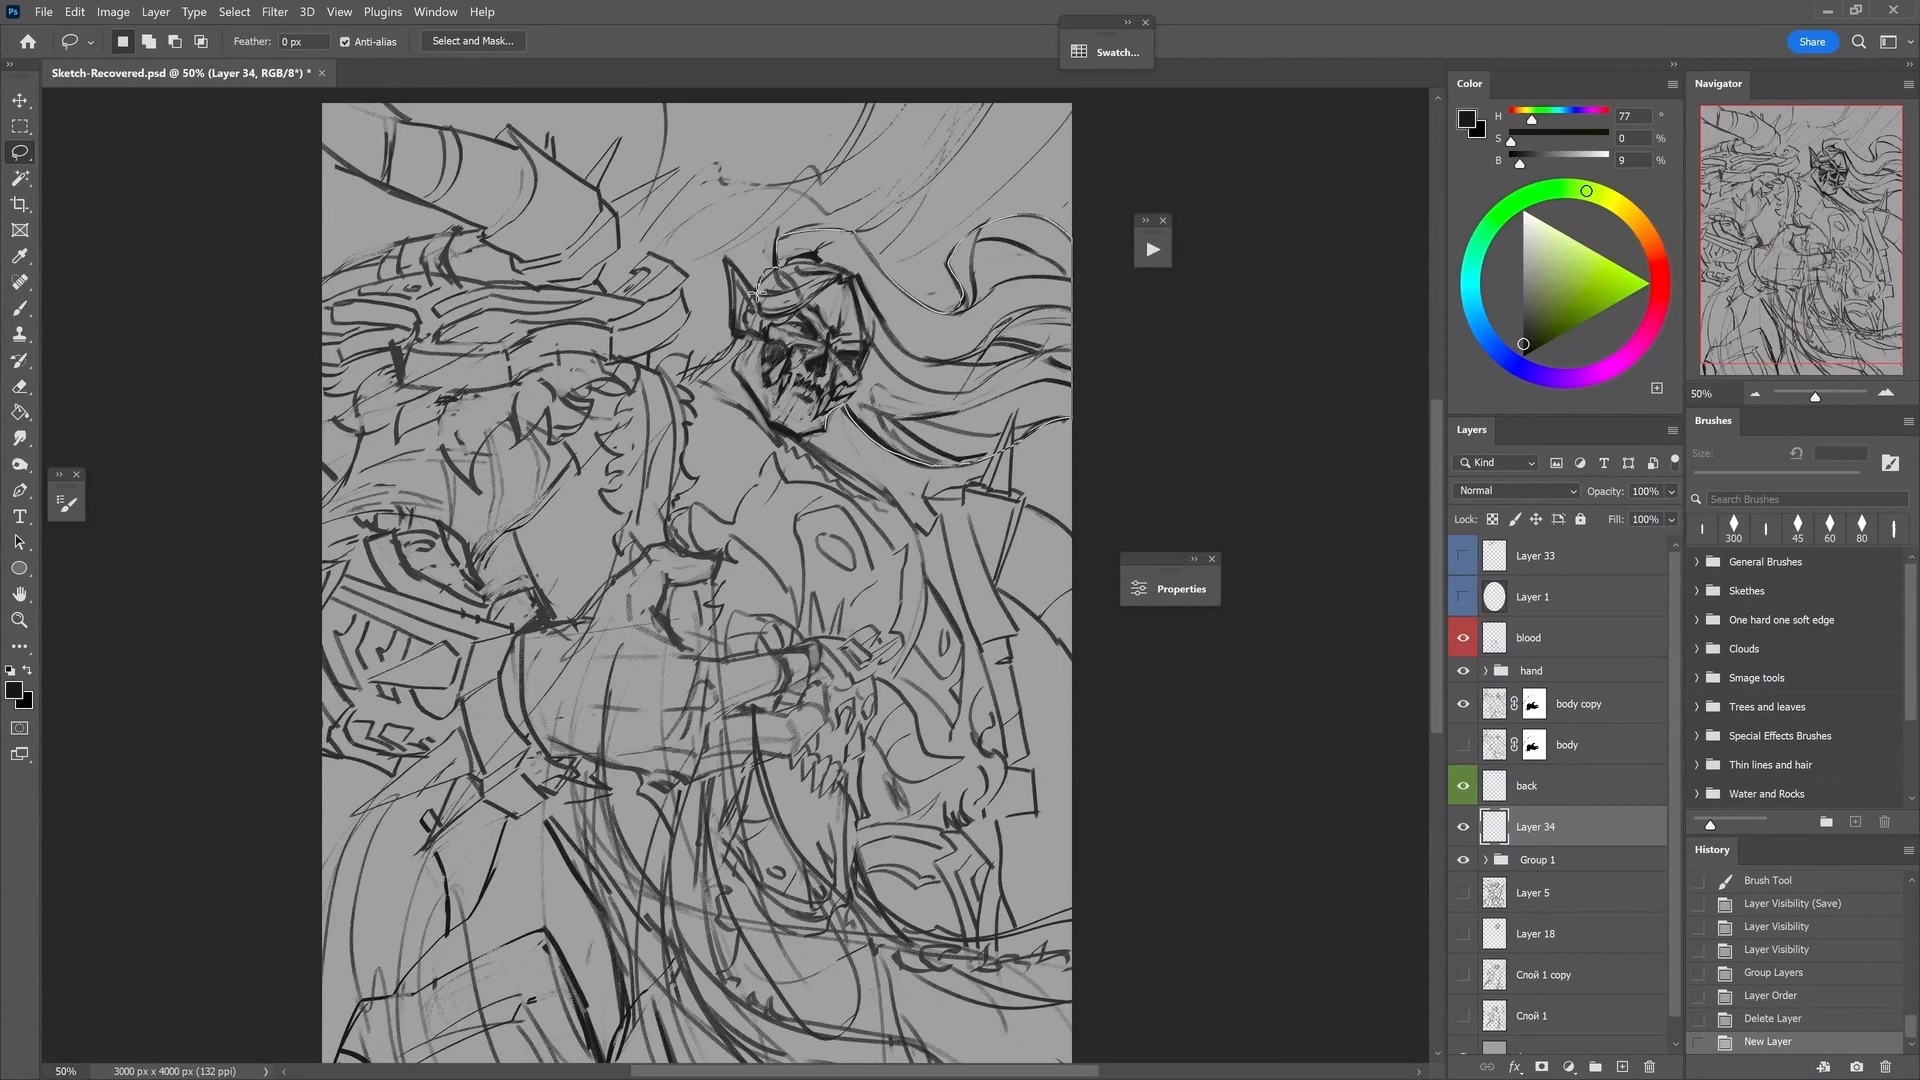 Ps File Edit Image Layer Type Select Filter 3D View Plugins Window Help
Feather: 0 px Anti-alias Select and Mask... Share
Swatch...
Sketch-Recovered.psd @ 50% (Layer 34, RGB/8*) *
Color
H 77 °
S 0 %
B 9 %
Navigator
50%
Layers
Kind
Normal Opacity: 100%
Lock: Fill: 100%
Layer 33
Layer 1
blood
hand
body copy
body
back
Layer 34
Group 1
Layer 5
Layer 18
Слой 1 copy
Слой 1
Brushes
Size:
Search Brushes
300 45 60 80
General Brushes
Skethes
One hard one soft edge
Clouds
Smage tools
Trees and leaves
Special Effects Brushes
Thin lines and hair
Water and Rocks
History
Brush Tool
Layer Visibility (Save)
Layer Visibility
Layer Visibility
Group Layers
Layer Order
Delete Layer
New Layer
Properties
50% 3000 px x 4000 px (132 ppi)
fx